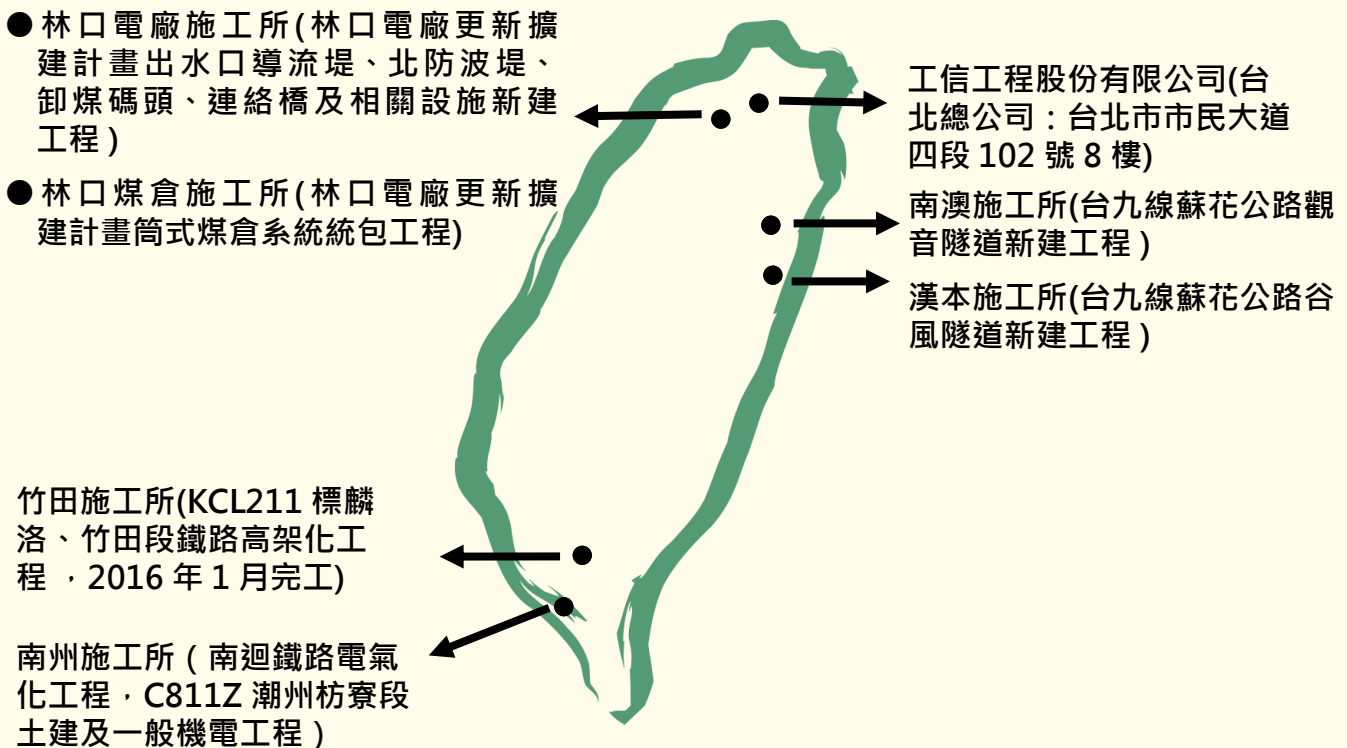 ●林口電廠施工所(林口電廠更新擴
建計畫出水口導流堤、北防波堤、
卸煤碼頭、連絡橋及相關設施新建
工程)
●林口煤倉施工所(林口電廠更新擴
建計畫筒式煤倉系統統包工程)
工信工程股份有限公司(台
北總公司：台北市市民大道
四段 102 號 8 樓)
南澳施工所(台九線蘇花公路觀
音隧道新建工程)
漢本施工所(台九線蘇花公路谷
風隧道新建工程)
竹田施工所(KCL211 標麟
洛、竹田段鐵路高架化工
程，2016 年 1 月完工)
南州施工所（南迴鐵路電氣
化工程，C811Z 潮州枋寮段
土建及一般機電工程）